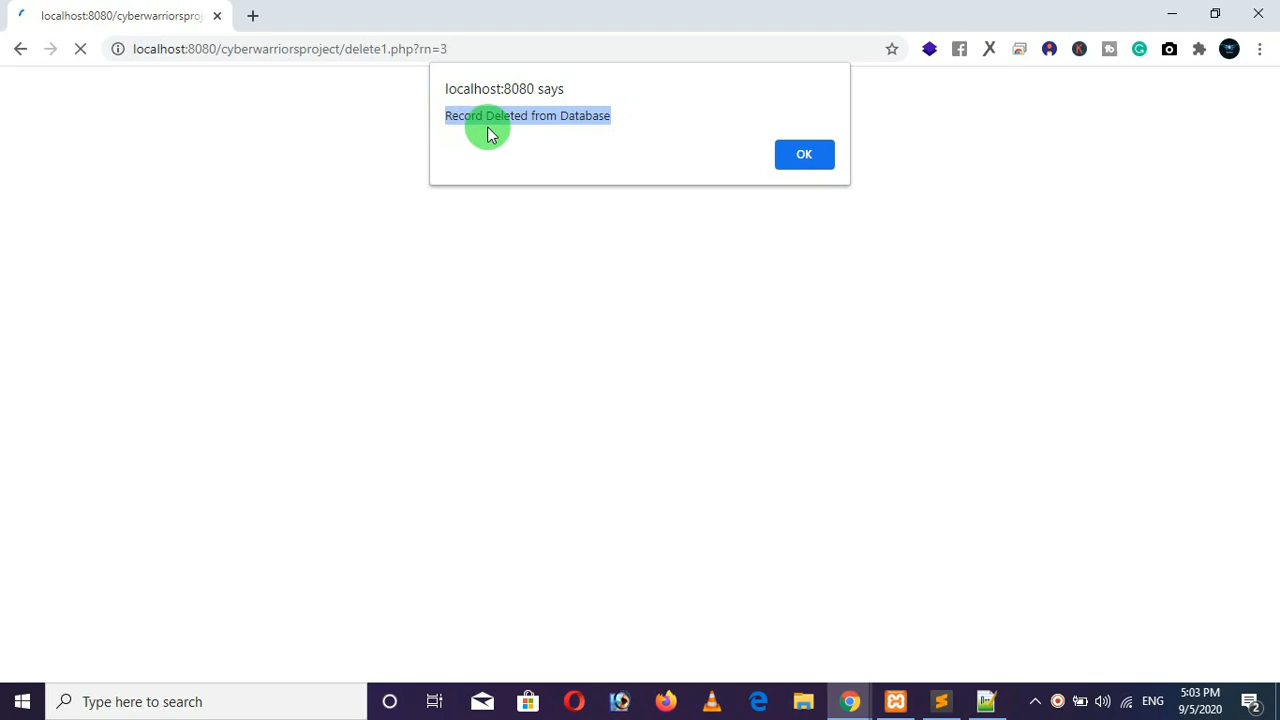 localhost:8080/cyberwarriorsproj
localhost:8080/cyberwarriorsproject/delete1.php?rn=3
localhost:8080 says
Record Deleted from Database
OK
Type here to search
ENG
5:03 PM
9/5/2020
2